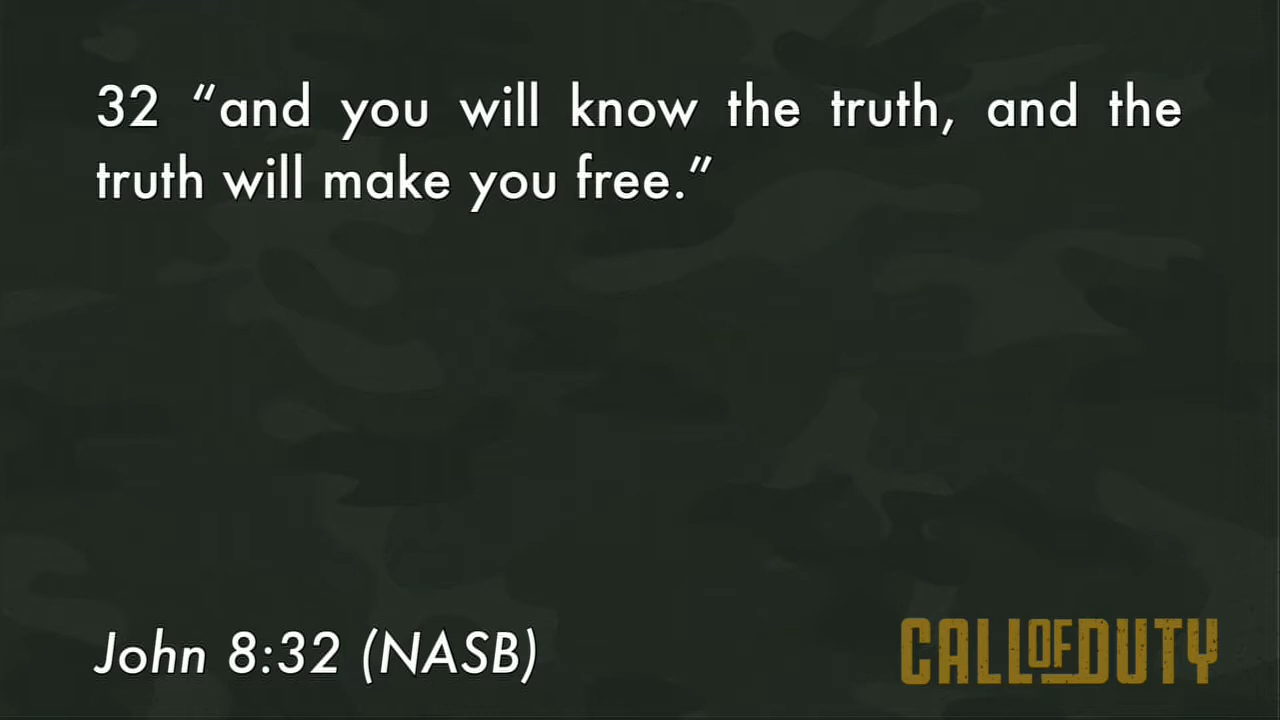 32 “and you will know the truth, and the
truth will make you free.”
John 8:32 (NASB)
CALL OF DUTY